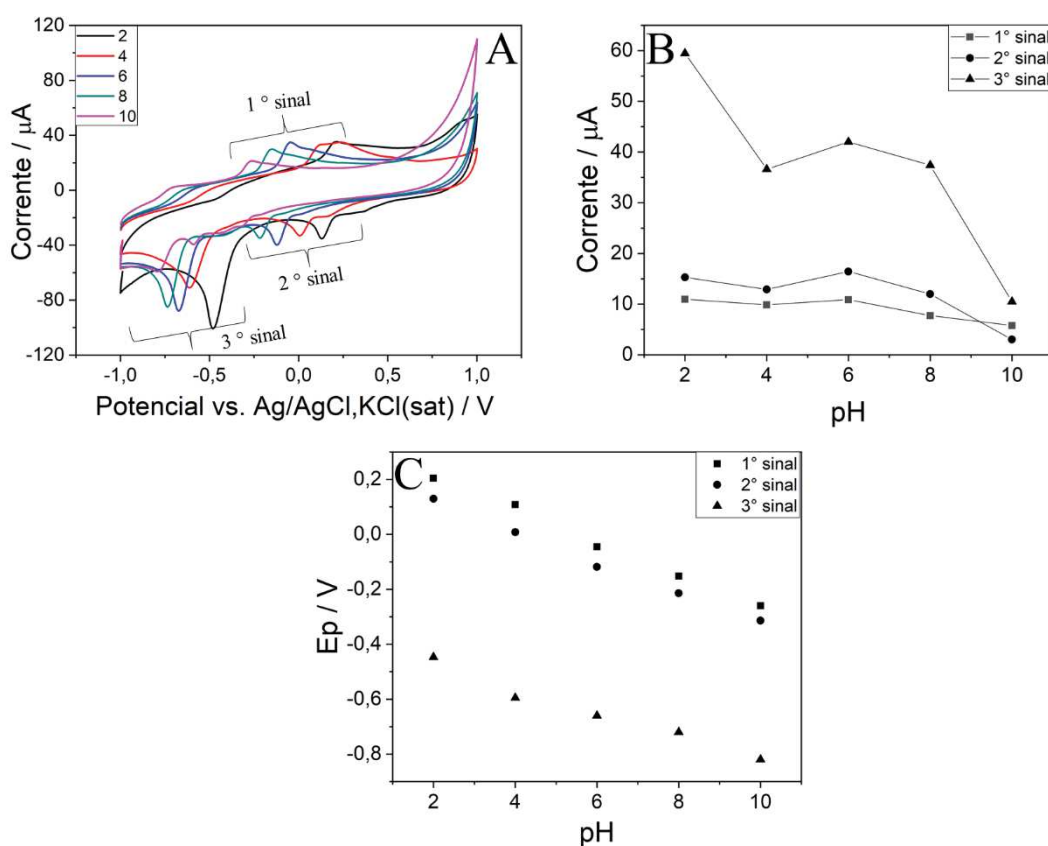 A
2
4
6
8
10
1 ° sinal
2 ° sinal
3 ° sinal
120
80
40
0
-40
-80
-120
Corrente / μA
-1,0
-0,5
0,0
0,5
1,0
Potencial vs. Ag/AgCl,KCl(sat) / V
B
1° sinal
2° sinal
3° sinal
60
50
40
30
20
10
0
Corrente / μA
2
4
6
8
10
pH
C
1° sinal
2° sinal
3° sinal
0,2
0,0
-0,2
-0,4
-0,6
-0,8
Ep / V
2
4
6
8
10
pH